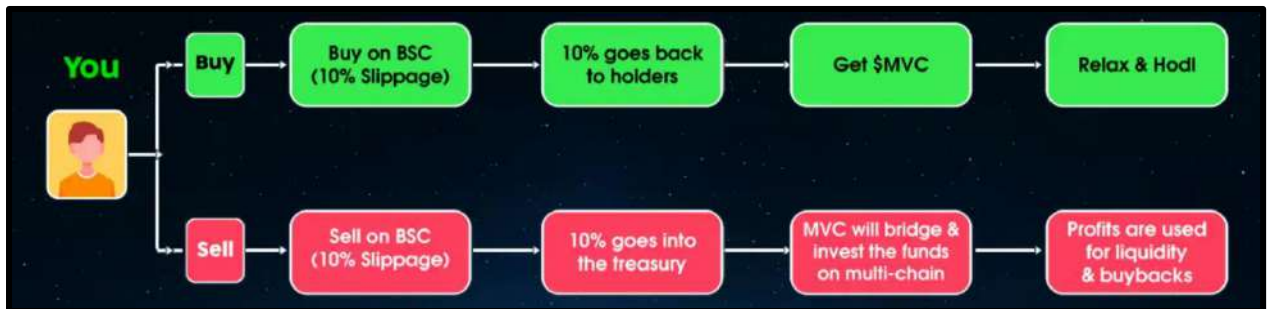 You
Buy
Buy on BSC
(10% Slippage)
10% goes back
to holders
Get $MVC
Relax & Hodl
Sell
Sell on BSC
(10% Slippage)
10% goes into
the treasury
MVC will bridge &
invest the funds
on multi-chain
Profits are used
for liquidity
& buybacks